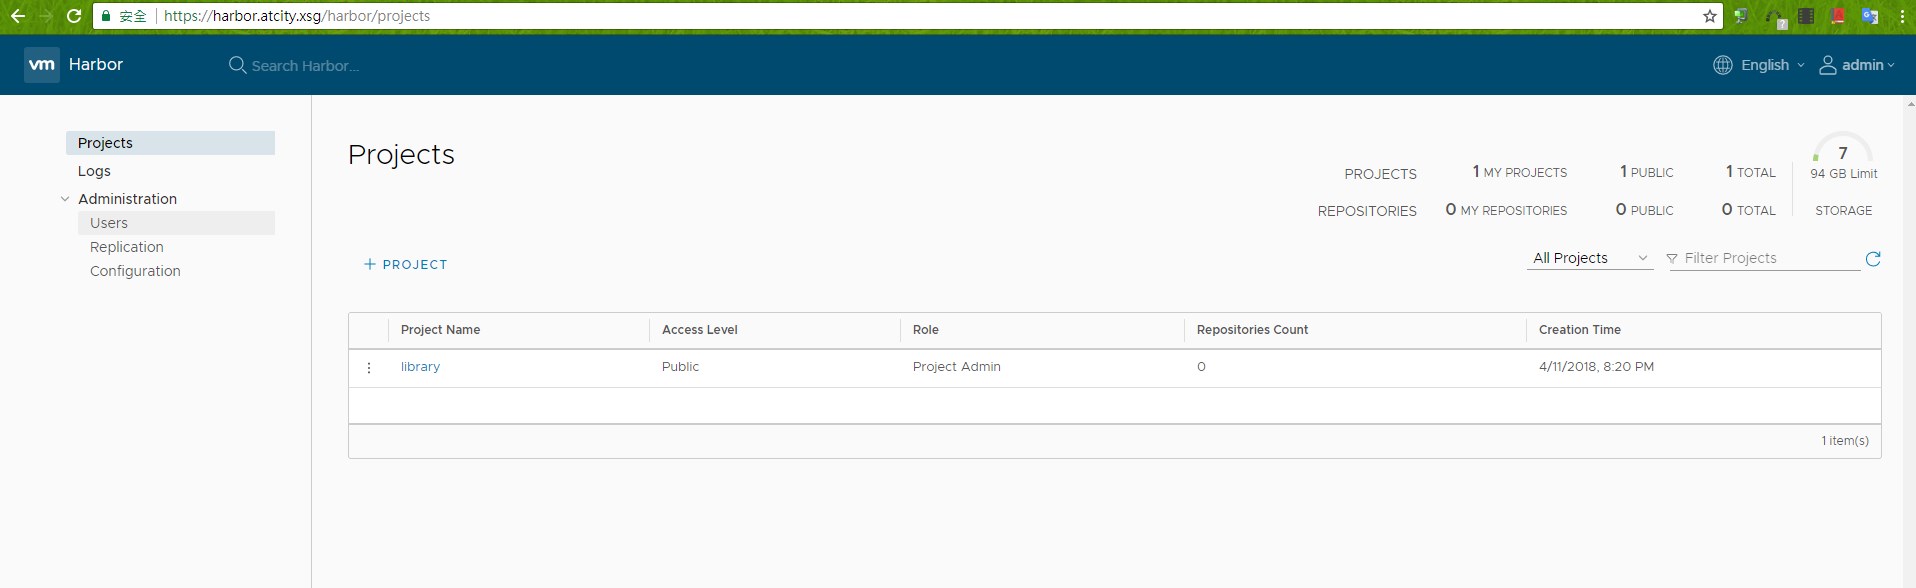 安全 https://harbor.atcity.xsg/harbor/projects
vm Harbor Search Harbor... English admin
Projects
Logs
Administration
Users
Replication
Configuration
Projects
PROJECTS 1 MY PROJECTS 1 PUBLIC 1 TOTAL
REPOSITORIES 0 MY REPOSITORIES 0 PUBLIC 0 TOTAL
7
94 GB Limit
STORAGE
+ PROJECT
All Projects Filter Projects
Project Name Access Level Role Repositories Count Creation Time
library Public Project Admin 0 4/11/2018, 8:20 PM
1 item(s)